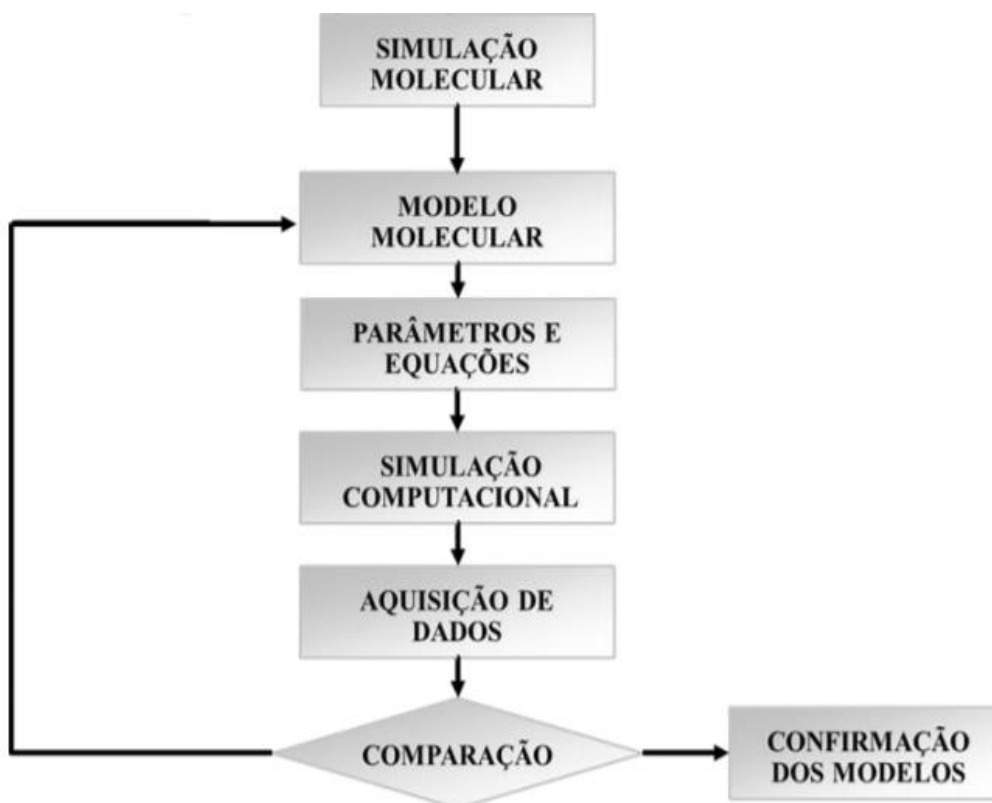 SIMULAÇÃO
MOLECULAR
MODELO
MOLECULAR
PARÂMETROS E
EQUAÇÕES
SIMULAÇÃO
COMPUTACIONAL
AQUISIÇÃO DE
DADOS
COMPARAÇÃO
CONFIRMAÇÃO
DOS MODELOS